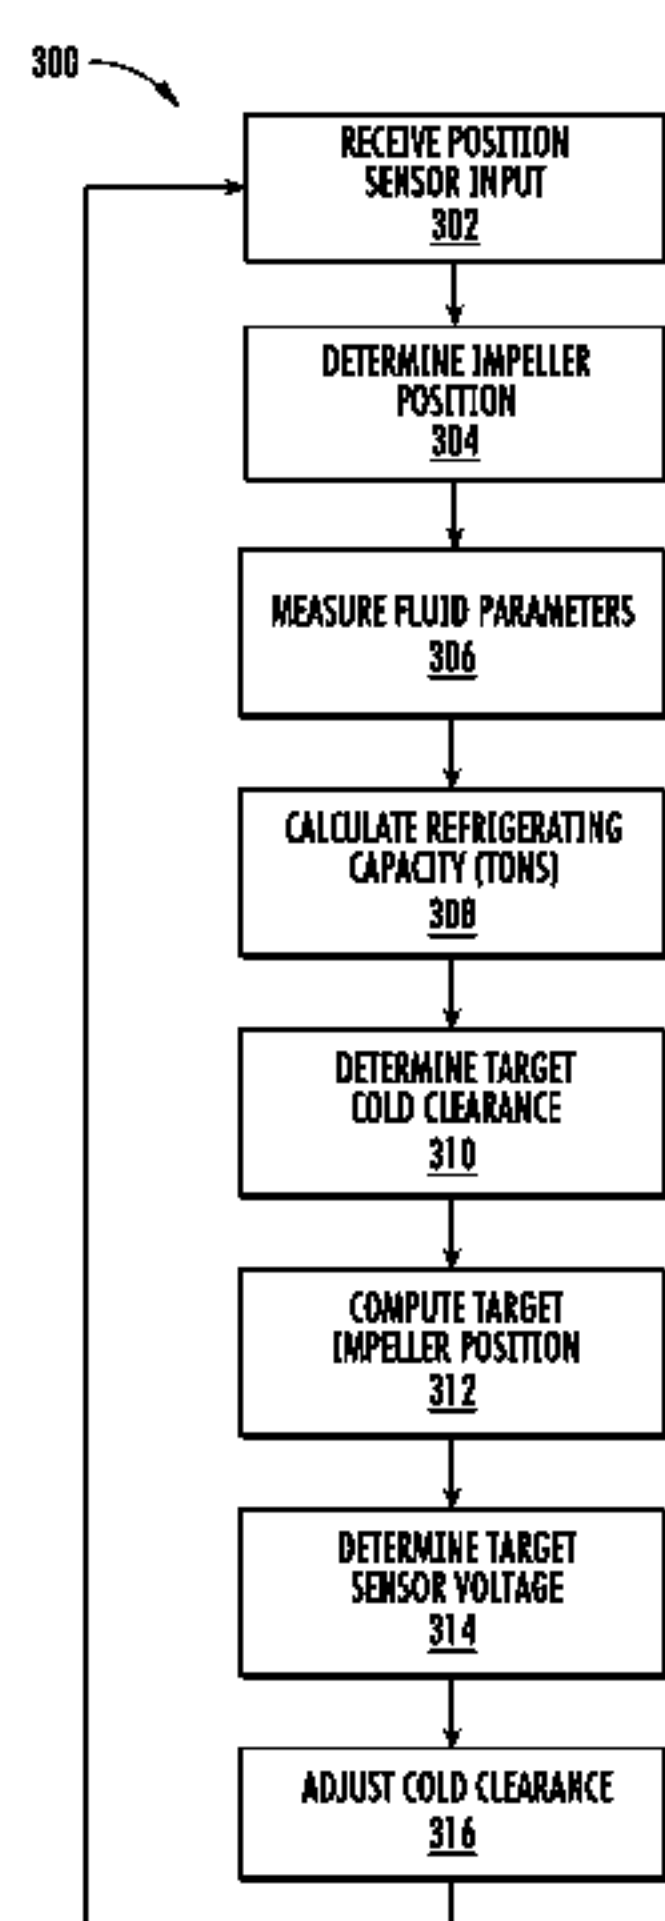 300
RECEIVE POSITION
SENSOR INPUT
302
DETERMINE IMPELLER
POSITION
304
MEASURE FLUID PARAMETERS
306
CALCULATE REFRIGERATING
CAPACITY (TONS)
308
DETERMINE TARGET
COLD CLEARANCE
310
COMPUTE TARGET
IMPELLER POSITION
312
DETERMINE TARGET
SENSOR VOLTAGE
314
ADJUST COLD CLEARANCE
316